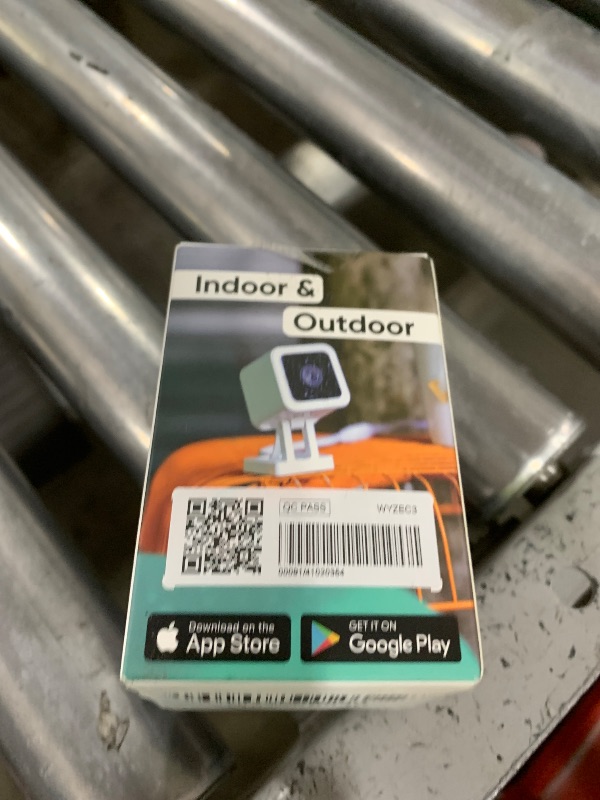 Indoor &
Outdoor
QC PASS
WYZEC3
Download on the
App Store
GET IT ON
Google Play